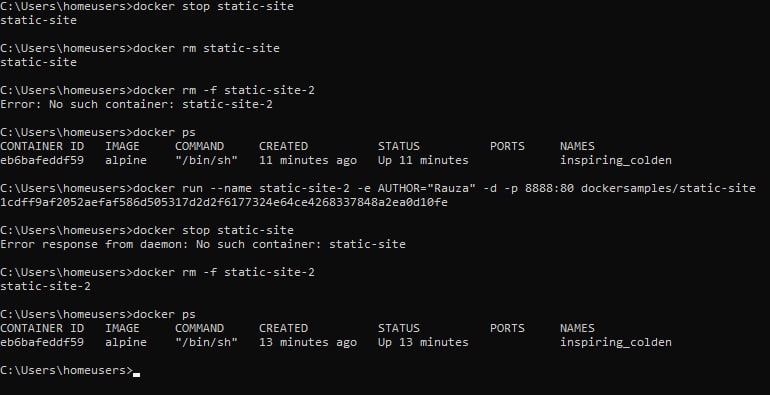 C:\Users\homeusers>docker stop static-site
static-site
C:\Users\homeusers>docker rm static-site
static-site
C:\Users\homeusers>docker rm -f static-site-2
Error: No such container: static-site-2
C:\Users\homeusers>docker ps
CONTAINER ID   IMAGE     COMMAND     CREATED          STATUS          PORTS     NAMES
eb6bafeddf59   alpine    "/bin/sh"   11 minutes ago   Up 11 minutes             inspiring_colden
C:\Users\homeusers>docker run --name static-site-2 -e AUTHOR="Rauza" -d -p 8888:80 dockersamples/static-site
1cdff9af2052aefaf586d505317d2d2f6177324e64ce4268337848a2ea0d10fe
C:\Users\homeusers>docker stop static-site
Error response from daemon: No such container: static-site
C:\Users\homeusers>docker rm -f static-site-2
static-site-2
C:\Users\homeusers>docker ps
CONTAINER ID   IMAGE     COMMAND     CREATED          STATUS          PORTS     NAMES
eb6bafeddf59   alpine    "/bin/sh"   13 minutes ago   Up 13 minutes             inspiring_colden
C:\Users\homeusers>